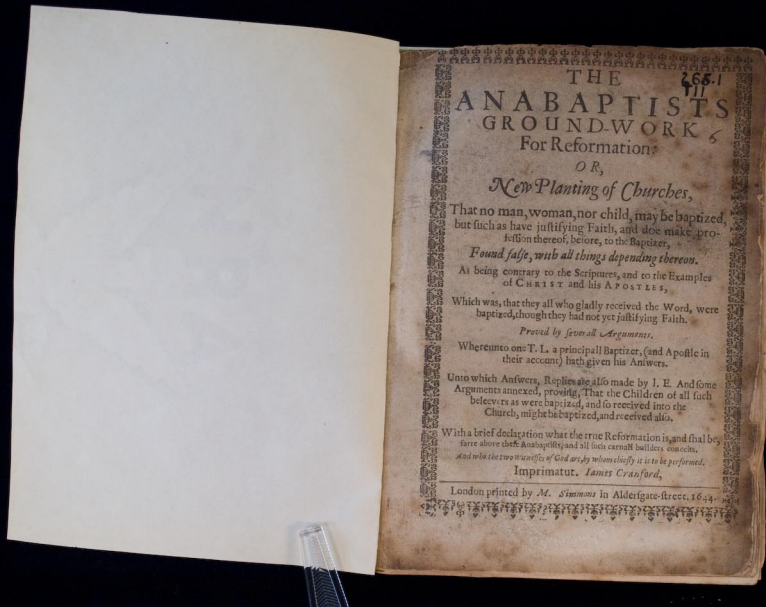 THE
265.1
T11
ANABAPTISTS
GROUND-WORK
6
For Reformation:
OR,
New Planting of Churches,
That no man, woman, nor child, may be baptized,
but such as have justifying Faith, and doe make pro-
fession thereof, before, to the Baptizer,
Found false, with all things depending thereon.
As being contrary to the Scriptures, and to the Examples
of CHRIST and his APOSTLES,
Which was, that they all who gladly received the Word, were
baptized, though they had not yet justifying Faith.
Proved by severall Arguments.
Whereunto one T. L. a principall Baptizer, (and Apostle in
their account) hath given his Answers.
Unto which Answers, Replies are also made by I. E. And some
Arguments annexed, proving, That the Children of all such
beleevers as were baptized, and so received into the
Church, might be baptized, and received also.
With a brief declaration what the true Reformation is, and shal be,
farre above these Anabaptists, and all such carnall builders conceits.
And who the two Witnesses of God are, by whom chiefly it is to be performed.
Imprimatut. Iames Cranford,
London printed by M. Simmons in Aldersgate-street. 1644.